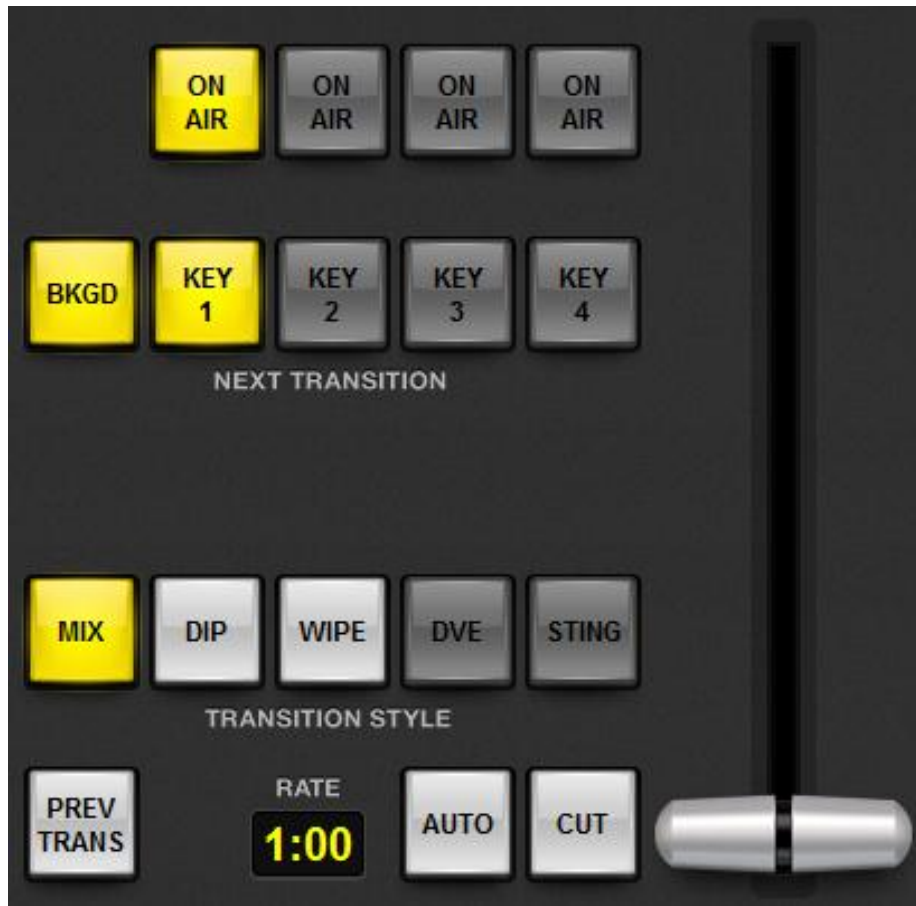 ON AIR ON AIR ON AIR ON AIR
BKGD KEY 1 KEY 2 KEY 3 KEY 4
NEXT TRANSITION
MIX DIP WIPE DVE STING
TRANSITION STYLE
PREV TRANS
RATE
1:00
AUTO CUT